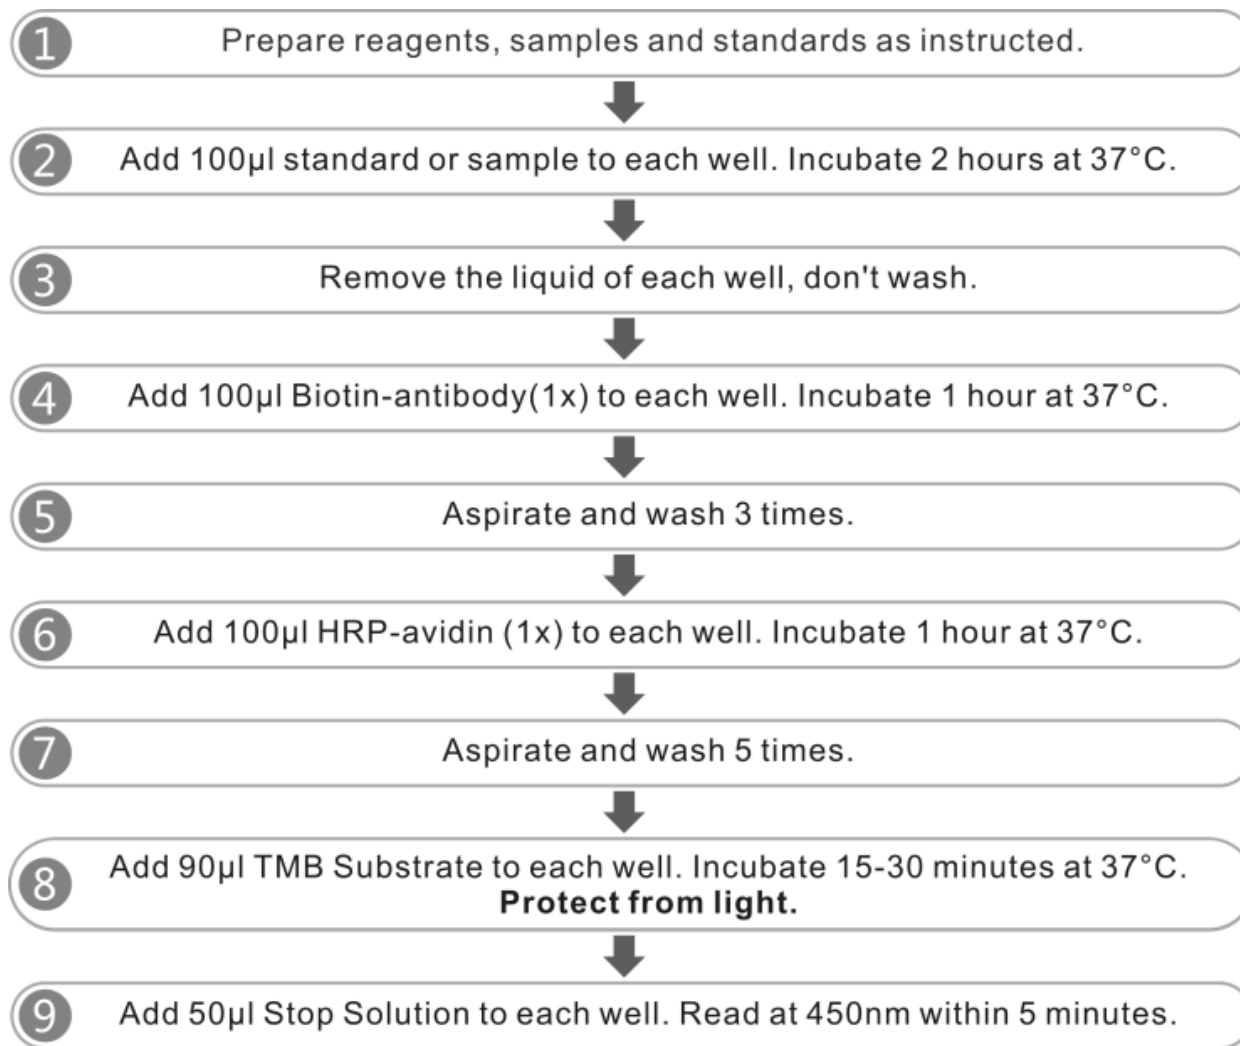 1 Prepare reagents, samples and standards as instructed.
2 Add 100µl standard or sample to each well. Incubate 2 hours at 37°C.
3 Remove the liquid of each well, don't wash.
4 Add 100µl Biotin-antibody(1x) to each well. Incubate 1 hour at 37°C.
5 Aspirate and wash 3 times.
6 Add 100µl HRP-avidin (1x) to each well. Incubate 1 hour at 37°C.
7 Aspirate and wash 5 times.
8 Add 90µl TMB Substrate to each well. Incubate 15-30 minutes at 37°C.
Protect from light.
9 Add 50µl Stop Solution to each well. Read at 450nm within 5 minutes.